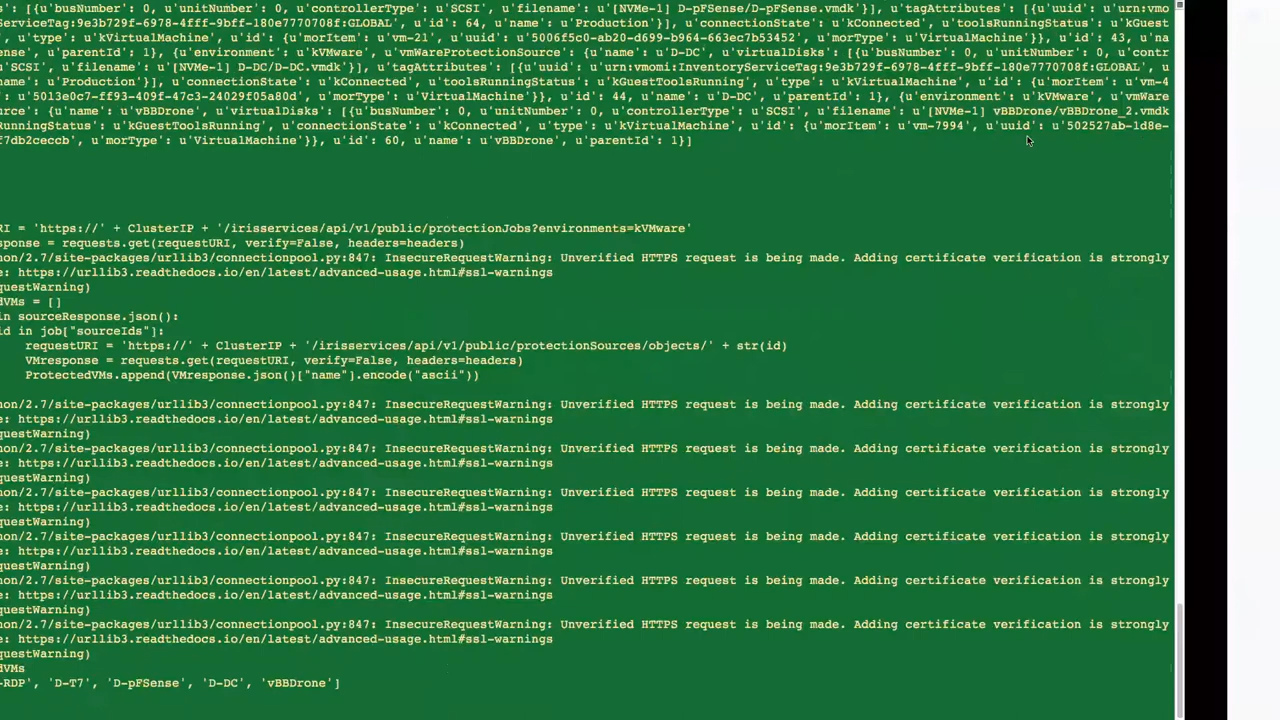 : [{u'busNumber': 0, u'unitNumber': 0, u'controllerType': u'SCSI', u'filename': u'[NVMe-1] D-pfSense/D-pfSense.vmdk'}], u'tagAttributes': [{u'uuid': u'urn:vmo
ServiceTag:9e3b729f-6978-4fff-9bff-180e7770708f:GLOBAL', u'id': 64, u'name': u'Production'}], u'connectionState': u'kConnected', u'toolsRunningStatus': u'kGuest
, u'type': u'kVirtualMachine', u'id': {u'morItem': u'vm-21', u'uuid': u'5006f5c0-ab20-d699-b964-663ec7b53452', u'morType': u'VirtualMachine'}}, u'id': 43, u'na
ense', u'parentId': 1}, {u'environment': u'kVMware', u'vmWareProtectionSource': {u'name': u'D-DC', u'virtualDisks': [{u'busNumber': 0, u'unitNumber': 0, u'contr
u'SCSI', u'filename': u'[NVMe-1] D-DC/D-DC.vmdk'}], u'tagAttributes': [{u'uuid': u'urn:vmomi:InventoryServiceTag:9e3b729f-6978-4fff-9bff-180e7770708f:GLOBAL', u
name': u'Production'}], u'connectionState': u'kConnected', u'toolsRunningStatus': u'kGuestToolsRunning', u'type': u'kVirtualMachine', u'id': {u'morItem': u'vm-4
': u'5013e0c7-ff93-409f-47c3-24029f05a80d', u'morType': u'VirtualMachine'}}, u'id': 44, u'name': u'D-DC', u'parentId': 1}, {u'environment': u'kVMware', u'vmWare
urce': {u'name': u'vBBDrone', u'virtualDisks': [{u'busNumber': 0, u'unitNumber': 0, u'controllerType': u'SCSI', u'filename': u'[NVMe-1] vBBDrone/vBBDrone_2.vmdk
RunningStatus': u'kGuestToolsRunning', u'connectionState': u'kConnected', u'type': u'kVirtualMachine', u'id': {u'morItem': u'vm-7994', u'uuid': u'502527ab-1d8e-
f7db2ceccb', u'morType': u'VirtualMachine'}}, u'id': 60, u'name': u'vBBDrone', u'parentId': 1}]
RI = 'https://' + ClusterIP + '/irisservices/api/v1/public/protectionJobs?environments=kVMware'
sponse = requests.get(requestURI, verify=False, headers=headers)
hon/2.7/site-packages/urllib3/connectionpool.py:847: InsecureRequestWarning: Unverified HTTPS request is being made. Adding certificate verification is strongly
e: https://urllib3.readthedocs.io/en/latest/advanced-usage.html#ssl-warnings
questWarning)
dVMs = []
in sourceResponse.json():
id in job["sourceIds"]:
requestURI = 'https://' + ClusterIP + '/irisservices/api/v1/public/protectionSources/objects/' + str(id)
VMresponse = requests.get(requestURI, verify=False, headers=headers)
ProtectedVMs.append(VMresponse.json()["name"].encode("ascii"))
hon/2.7/site-packages/urllib3/connectionpool.py:847: InsecureRequestWarning: Unverified HTTPS request is being made. Adding certificate verification is strongly
e: https://urllib3.readthedocs.io/en/latest/advanced-usage.html#ssl-warnings
questWarning)
hon/2.7/site-packages/urllib3/connectionpool.py:847: InsecureRequestWarning: Unverified HTTPS request is being made. Adding certificate verification is strongly
e: https://urllib3.readthedocs.io/en/latest/advanced-usage.html#ssl-warnings
questWarning)
hon/2.7/site-packages/urllib3/connectionpool.py:847: InsecureRequestWarning: Unverified HTTPS request is being made. Adding certificate verification is strongly
e: https://urllib3.readthedocs.io/en/latest/advanced-usage.html#ssl-warnings
questWarning)
hon/2.7/site-packages/urllib3/connectionpool.py:847: InsecureRequestWarning: Unverified HTTPS request is being made. Adding certificate verification is strongly
e: https://urllib3.readthedocs.io/en/latest/advanced-usage.html#ssl-warnings
questWarning)
hon/2.7/site-packages/urllib3/connectionpool.py:847: InsecureRequestWarning: Unverified HTTPS request is being made. Adding certificate verification is strongly
e: https://urllib3.readthedocs.io/en/latest/advanced-usage.html#ssl-warnings
questWarning)
hon/2.7/site-packages/urllib3/connectionpool.py:847: InsecureRequestWarning: Unverified HTTPS request is being made. Adding certificate verification is strongly
e: https://urllib3.readthedocs.io/en/latest/advanced-usage.html#ssl-warnings
questWarning)
dVMs
-RDP', 'D-T7', 'D-pfSense', 'D-DC', 'vBBDrone']